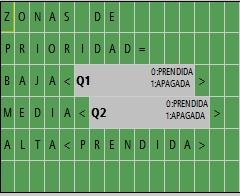 ZONAS DE
PRIORIDAD=
BAJA< Q1 0:PRENDIDA 1:APAGADA >
MEDIA< Q2 0:PRENDIDA 1:APAGADA >
ALTA<PRENDIDA>